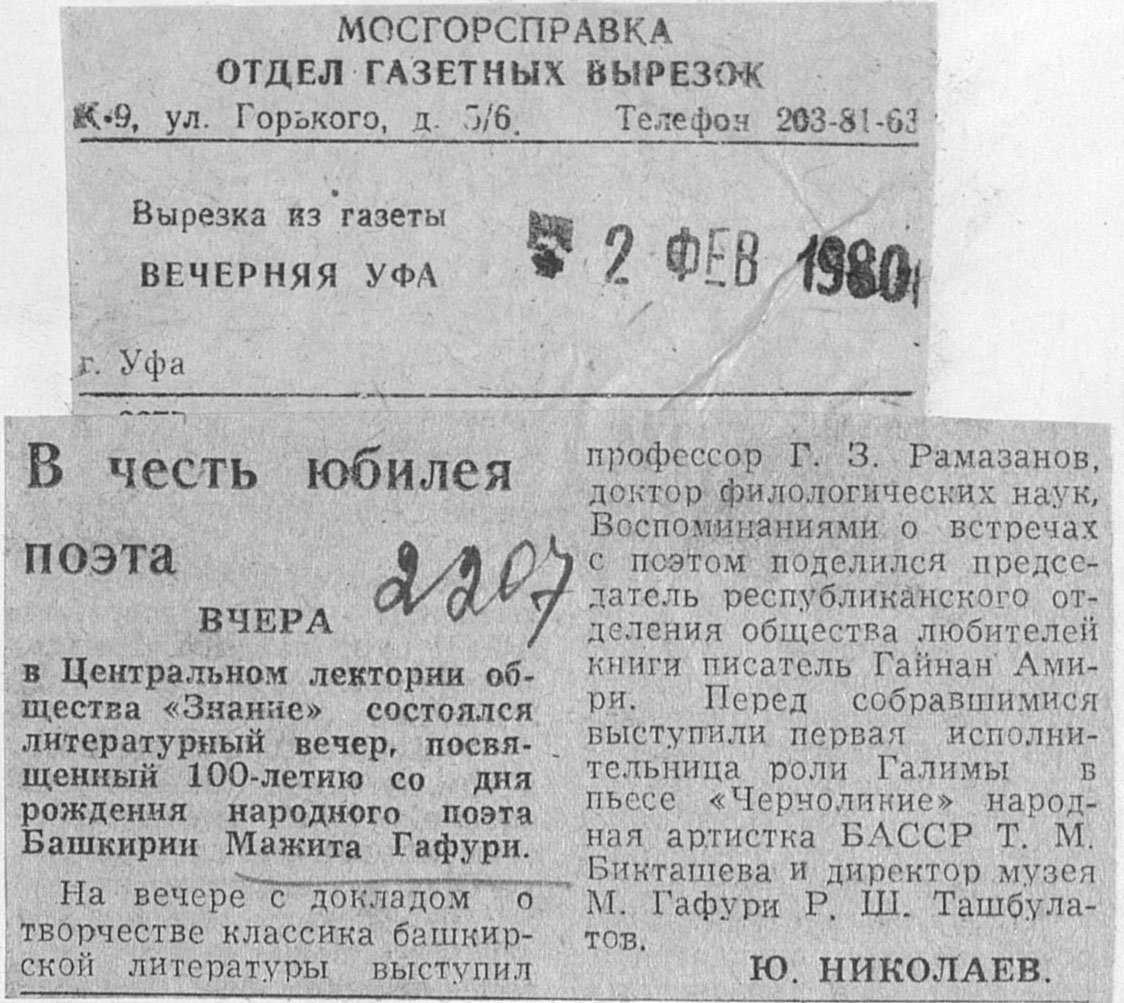 МОСГОРСПРАВКА
ОТДЕЛ ГАЗЕТНЫХ ВЫРЕЗОК
К-9, ул. Горького, д. 5/6. Телефон 203-81-63
Вырезка из газеты
ВЕЧЕРНЯЯ УФА
2 ФЕВ 1980
г. Уфа
В честь юбилея
поэта
2207
ВЧЕРА
в Центральном лектории об-
щества «Знание» состоялся
литературный вечер, посвя-
щенный 100-летию со дня
рождения народного поэта
Башкирии Мажита Гафури.
На вечере с докладом о
творчестве классика башкир-
ской литературы выступил
профессор Г. З. Рамазанов,
доктор филологических наук,
Воспоминаниями о встречах
с поэтом поделился предсе-
датель республиканского от-
деления общества любителей
книги писатель Гайнан Ами-
ри. Перед собравшимися
выступили первая исполни-
тельница роли Галимы в
пьесе «Черноликие» народ-
ная артистка БАССР Т. М.
Бикташева и директор музея
М. Гафури Р. Ш. Ташбула-
тов.
Ю. НИКОЛАЕВ.